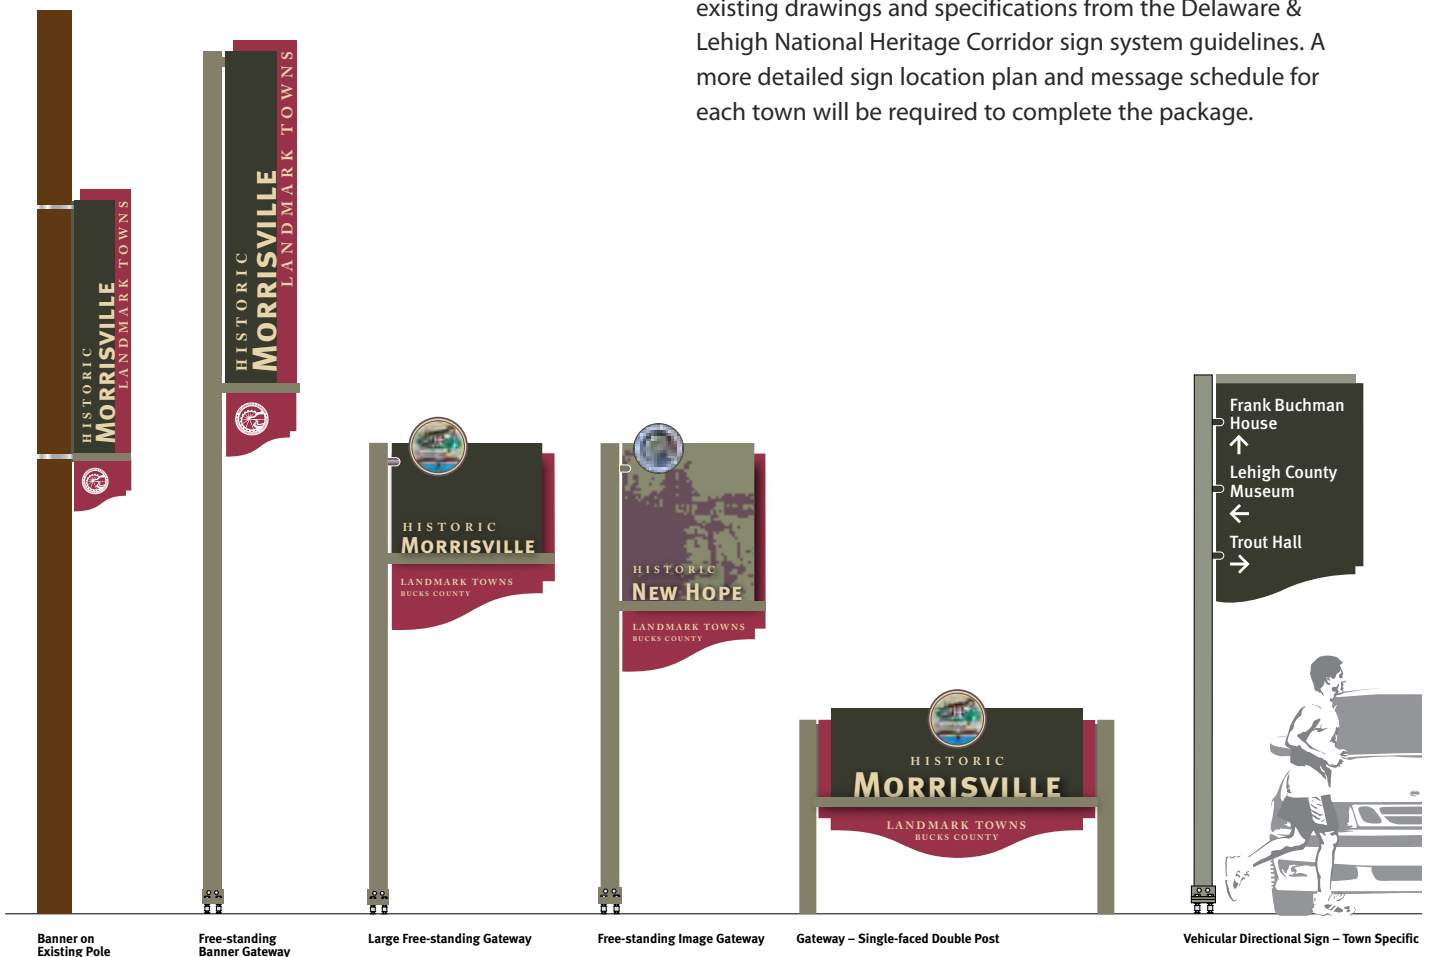 existing drawings and specifications from the Delaware &
Lehigh National Heritage Corridor sign system guidelines. A
more detailed sign location plan and message schedule for
each town will be required to complete the package.
HISTORIC
MORRISVILLE
LANDMARK TOWNS
HISTORIC
MORRISVILLE
LANDMARK TOWNS
HISTORIC
MORRISVILLE
LANDMARK TOWNS
BUCKS COUNTY
HISTORIC
NEW HOPE
LANDMARK TOWNS
BUCKS COUNTY
HISTORIC
MORRISVILLE
LANDMARK TOWNS
BUCKS COUNTY
Frank Buchman
House
↑
Lehigh County
Museum
←
Trout Hall
→
Banner on
Existing Pole
Free-standing
Banner Gateway
Large Free-standing Gateway
Free-standing Image Gateway
Gateway – Single-faced Double Post
Vehicular Directional Sign – Town Specific